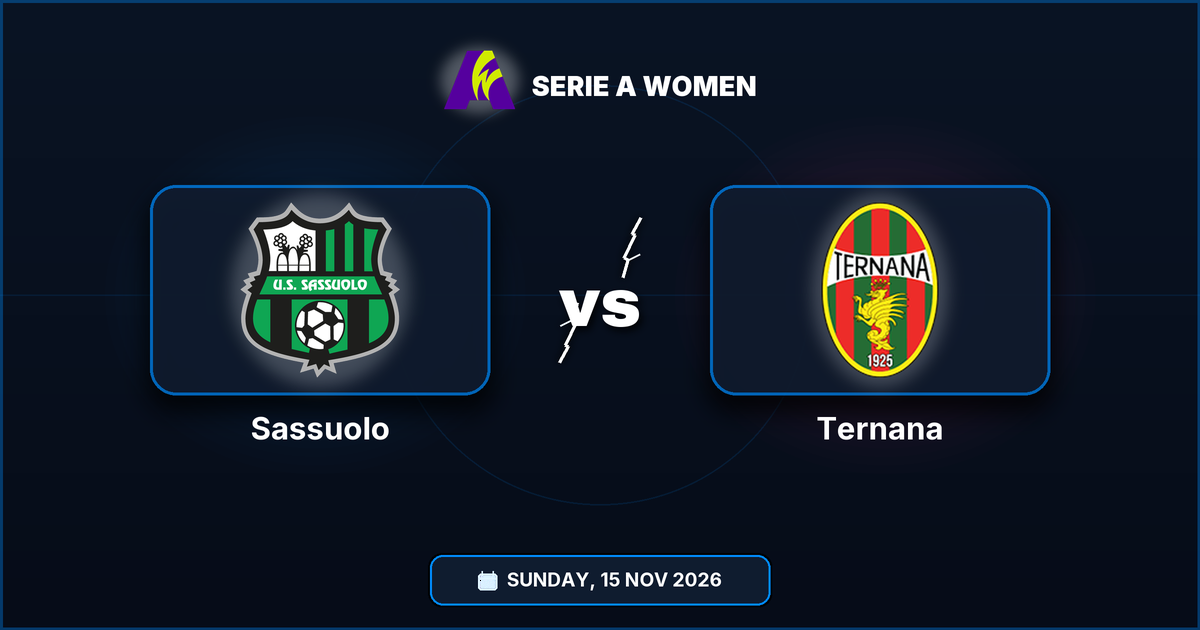 SERIE A WOMEN
U.S. SASSUOLO
TERNANA
1925
VS
Sassuolo
Ternana
SUNDAY, 15 NOV 2026